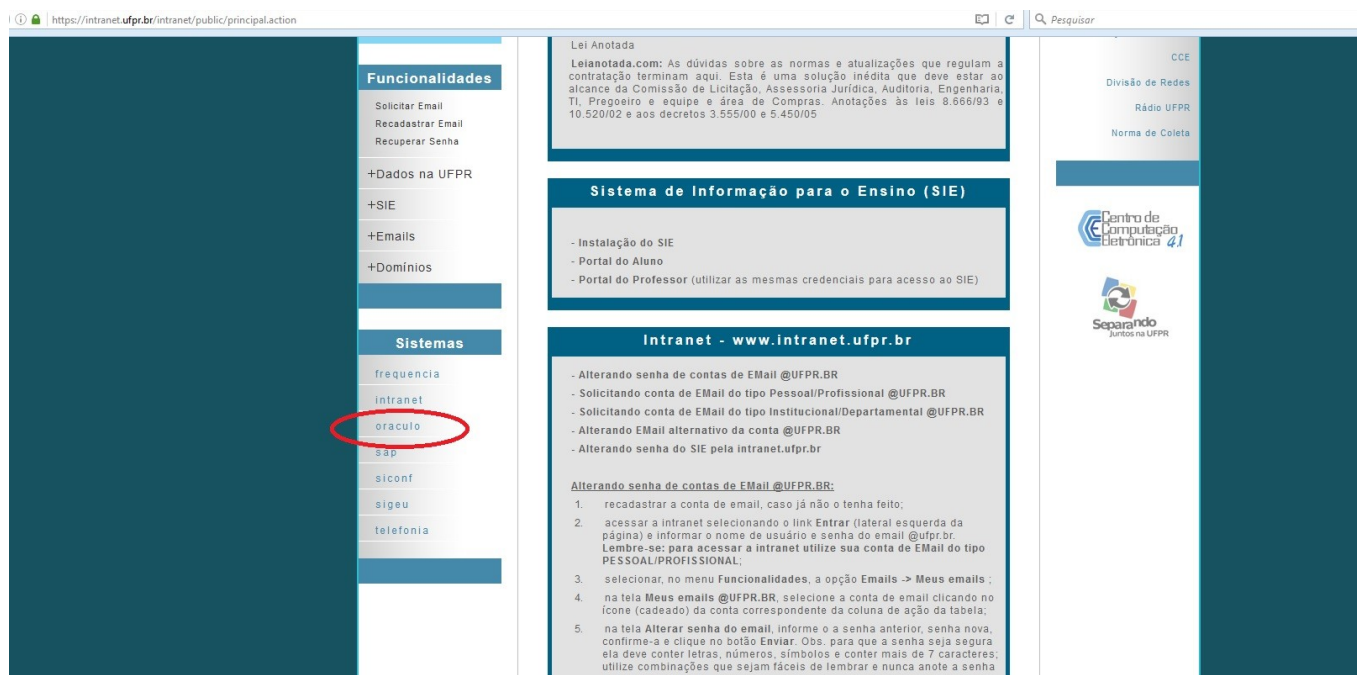 https://intranet.ufpr.br/intranet/public/principal.action
Pesquisar
Funcionalidades
Solicitar Email
Recadastrar Email
Recuperar Senha
+Dados na UFPR
+SIE
+Emails
+Domínios
Sistemas
frequencia
intranet
oraculo
sap
siconf
sigeu
telefonia
Lei Anotada
Leianotada.com: As dúvidas sobre as normas e atualizações que regulam a
contratação terminam aqui. Esta é uma solução inédita que deve estar ao
alcance da Comissão de Licitação, Assessoria Jurídica, Auditoria, Engenharia,
TI, Pregoeiro e equipe e área de Compras. Anotações às leis 8.666/93 e
10.520/02 e aos decretos 3.555/00 e 5.450/05
Sistema de Informação para o Ensino (SIE)
- Instalação do SIE
- Portal do Aluno
- Portal do Professor (utilizar as mesmas credenciais para acesso ao SIE)
Intranet - www.intranet.ufpr.br
- Alterando senha de contas de EMail @UFPR.BR
- Solicitando conta de EMail do tipo Pessoal/Profissional @UFPR.BR
- Solicitando conta de EMail do tipo Institucional/Departamental @UFPR.BR
- Alterando EMail alternativo da conta @UFPR.BR
- Alterando senha do SIE pela intranet.ufpr.br
Alterando senha de contas de EMail @UFPR.BR:
1. recadastrar a conta de email, caso já não o tenha feito;
2. acessar a intranet selecionando o link Entrar (lateral esquerda da
página) e informar o nome de usuário e senha do email @ufpr.br.
Lembre-se: para acessar a intranet utilize sua conta de EMail do tipo
PESSOAL/PROFISSIONAL;
3. selecionar, no menu Funcionalidades, a opção Emails -> Meus emails ;
4. na tela Meus emails @UFPR.BR, selecione a conta de email clicando no
ícone (cadeado) da conta correspondente da coluna de ação da tabela;
5. na tela Alterar senha do email, informe o a senha anterior, senha nova,
confirme-a e clique no botão Enviar. Obs. para que a senha seja segura
ela deve conter letras, números, símbolos e conter mais de 7 caracteres;
utilize combinações que sejam fáceis de lembrar e nunca anote a senha
CCE
Divisão de Redes
Rádio UFPR
Norma de Coleta
Centro de
Computação
Eletrônica 4.1
Separando
Juntos na UFPR